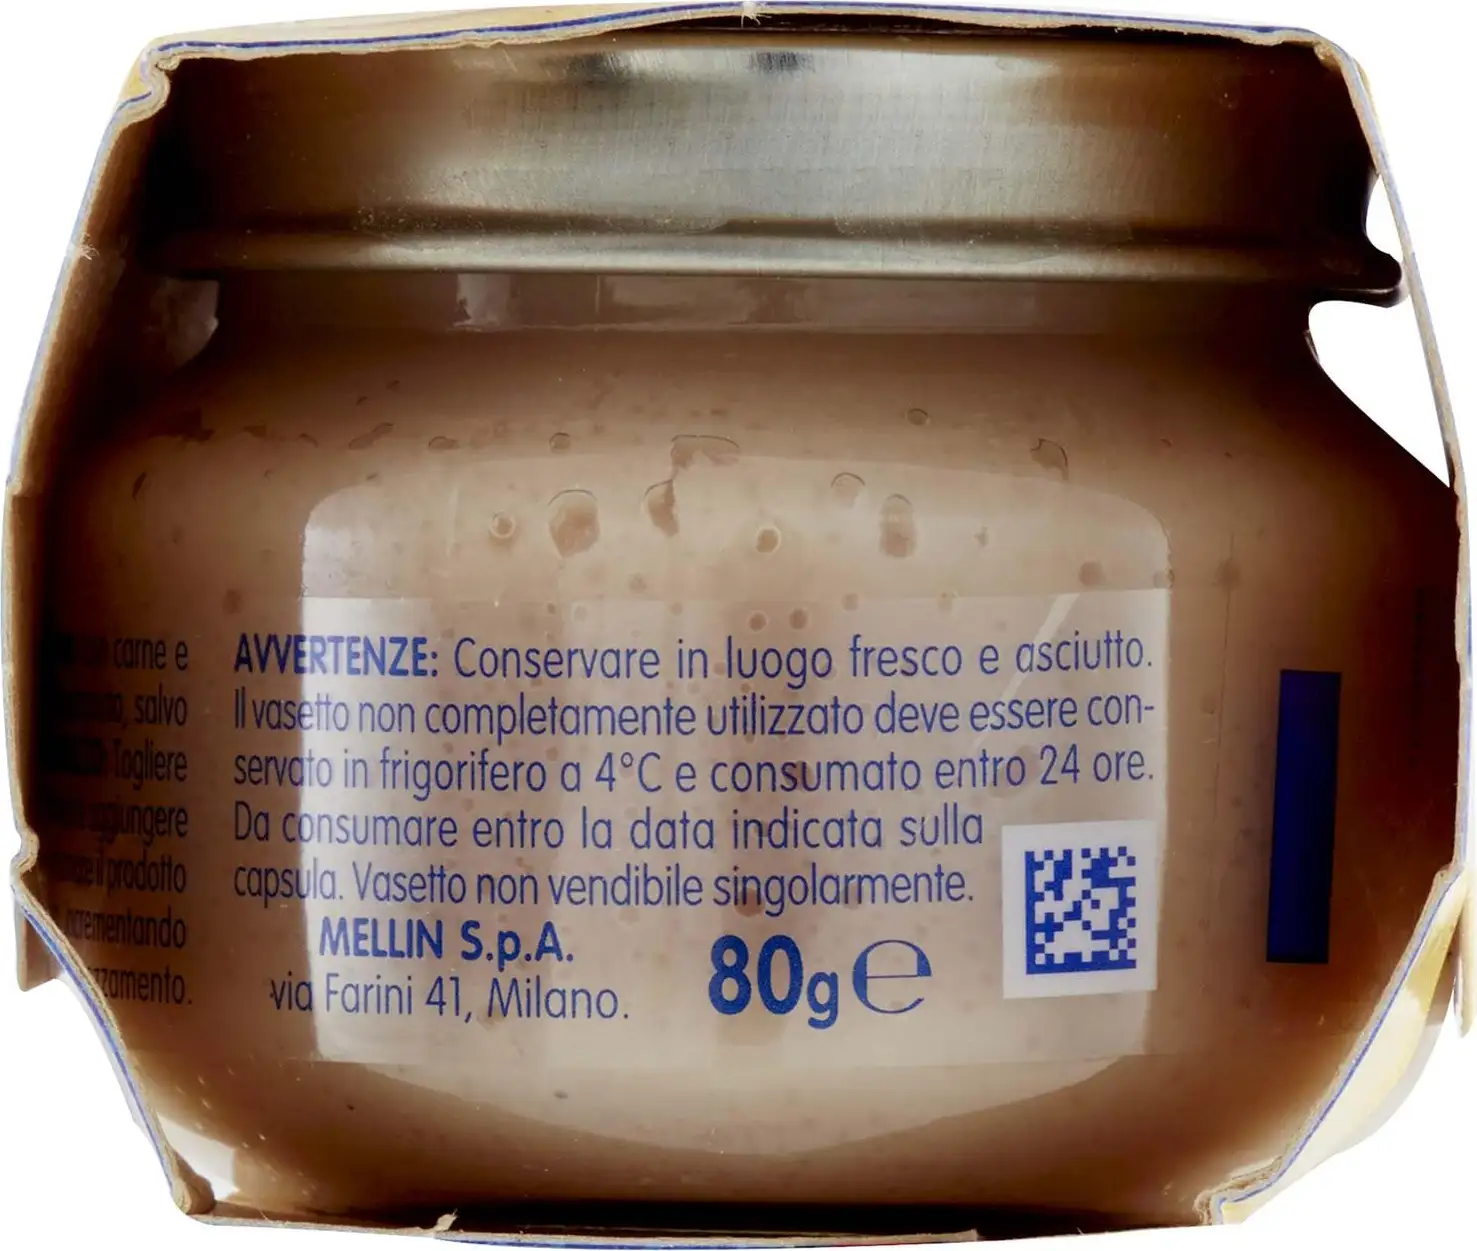 carne e
salvo
Togliere
aggiungere
il prodotto
AVVERTENZE: Conservare in luogo fresco e asciutto.
Il vasetto non completamente utilizzato deve essere con-
servato in frigorifero a 4°C e consumato entro 24 ore.
Da consumare entro la data indicata sulla
capsula. Vasetto non vendibile singolarmente.
MELLIN S.p.A.
via Farini 41, Milano.
80g e